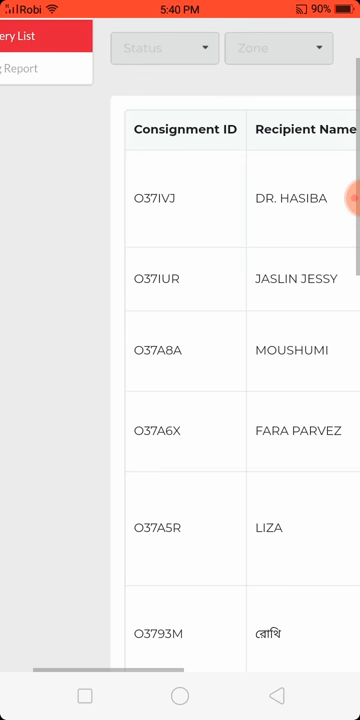 Robi 5:40 PM 90%
ery List
g Report
Status Zone
Consignment ID Recipient Name
O37IVJ DR. HASIBA
O37IUR JASLIN JESSY
O37A8A MOUSHUMI
O37A6X FARA PARVEZ
O37A5R LIZA
O3793M রোথি